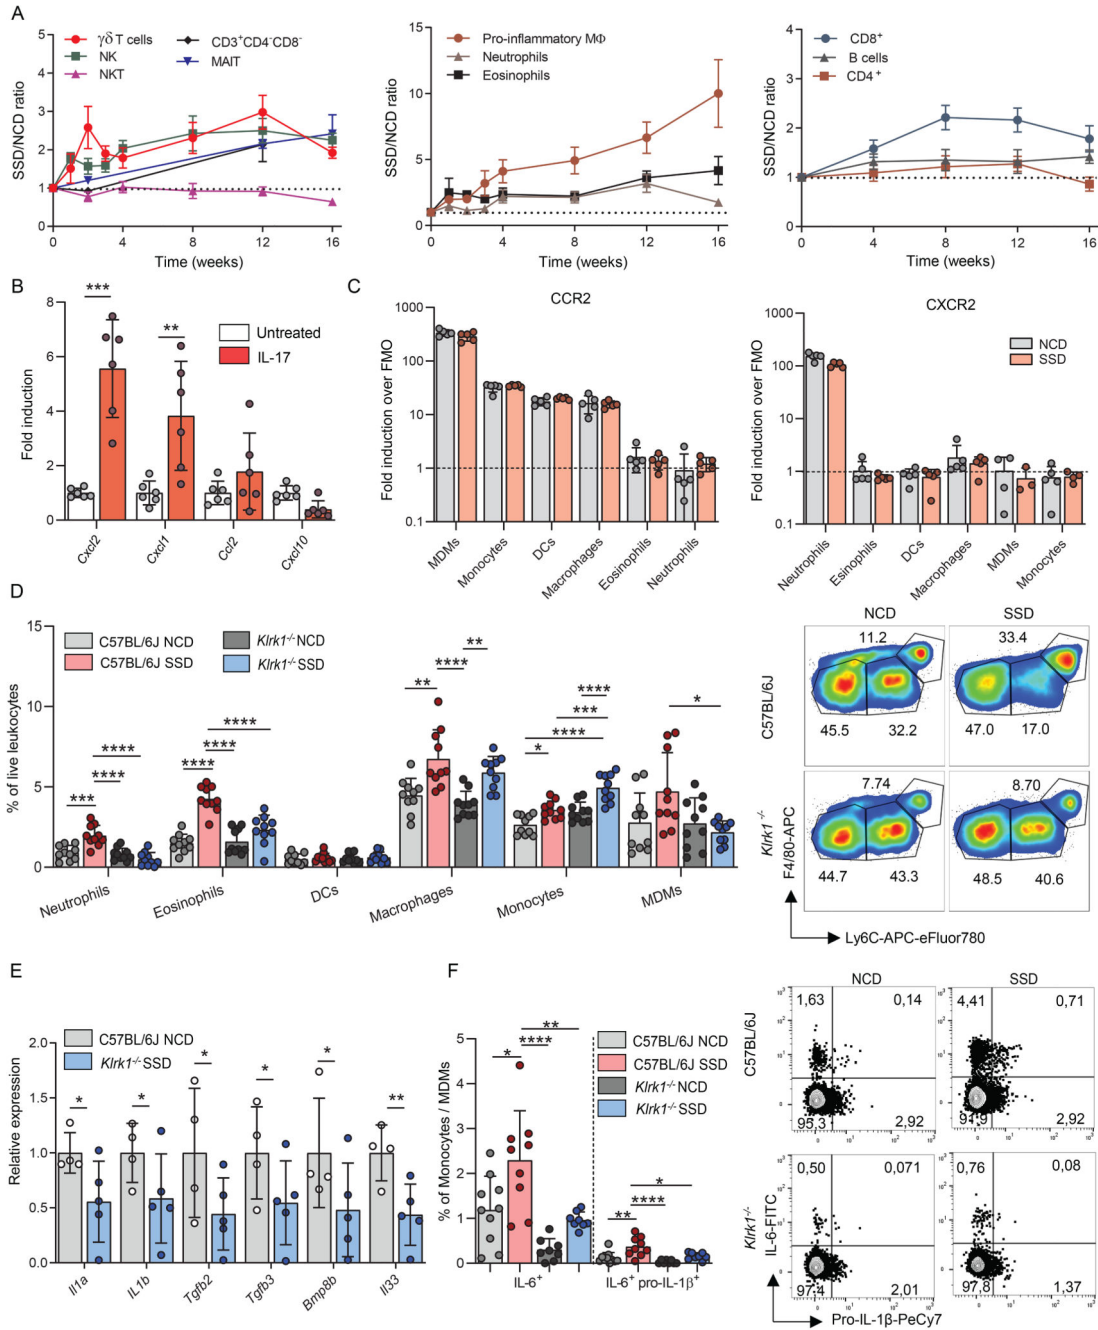 A
γδ T cells
NK
NKT
CD3⁺CD4⁻CD8⁻
MAIT
SSD/NCD ratio
5
4
3
2
1
0
0
4
8
12
16
Time (weeks)
Pro-inflammatory MΦ
Neutrophils
Eosinophils
SSD/NCD ratio
15
10
5
1
0
0
4
8
12
16
Time (weeks)
CD8⁺
B cells
CD4⁺
SSD/NCD ratio
4
3
2
1
0
0
4
8
12
16
Time (weeks)
B
Fold induction
8
6
4
2
0
***
**
Untreated
IL-17
Cxcl2
Cxcl1
Ccl2
Cxcl10
C
CCR2
Fold induction over FMO
1000
100
10
1
0.1
MDMs
Monocytes
DCs
Macrophages
Eosinophils
Neutrophils
CXCR2
Fold induction over FMO
1000
100
10
1
0.1
NCD
SSD
Neutrophils
Esinophils
DCs
Macrophages
MDMs
Monocytes
D
% of live leukocytes
15
10
5
0
C57BL/6J NCD
C57BL/6J SSD
Klrk1⁻/⁻ NCD
Klrk1⁻/⁻ SSD
***
****
****
****
****
****
**
****
**
*
****
***
****
*
Neutrophils
Eosinophils
DCs
Macrophages
Monocytes
MDMs
NCD
SSD
C57BL/6J
11.2
45.5
32.2
33.4
47.0
17.0
Klrk1⁻/⁻
F4/80-APC
7.74
44.7
43.3
8.70
48.5
40.6
Ly6C-APC-eFluor780
E
Relative expression
2.0
1.5
1.0
0.5
0.0
C57BL/6J NCD
Klrk1⁻/⁻ SSD
*
*
*
*
*
**
Il1a
IL1b
Tgfb2
Tgfb3
Bmp8b
Il33
F
% of Monocytes / MDMs
5
4
3
2
1
0
*
****
**
**
****
*
C57BL/6J NCD
C57BL/6J SSD
Klrk1⁻/⁻ NCD
Klrk1⁻/⁻ SSD
IL-6⁺
IL-6⁺ pro-IL-1β⁺
NCD
SSD
C57BL/6J
1,63
0,14
95,3
2,92
4,41
0,71
91,9
2,92
Klrk1⁻/⁻
IL-6-FITC
0,50
0,071
97,4
2,01
0,76
0,08
97,8
1,37
Pro-IL-1β-PeCy7